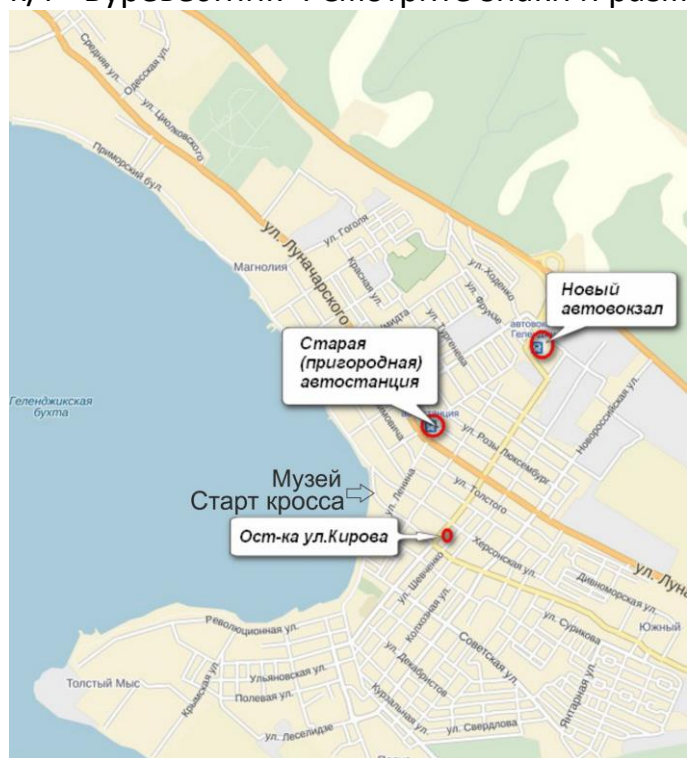 Одесская ул.
Средняя ул.
ул. Циолковского
Приморский бул.
ул. Гоголя
ул. Луначарского
Магнолия
Красная ул.
ул. Ходенко
ул. Фрунзе
ул. Тургенева
Новый
автовокзал
Старая
(пригородная)
автостанция
Геленджикская
бухта
Новороссийская ул.
ул. Розы Люксембург
ул. Ленина
Музей
Старт кросса
ул. Толстого
Ост-ка ул.Кирова
Херсонская ул.
ул. Шевченко
Дивноморская ул.
Колхозная ул.
Революционная ул.
ул. Сурикова
Южный
Советская ул.
ул. Декабристов
Ульяновская ул.
Толстый Мыс
Крымская ул.
Полевая ул.
Курзальная ул.
Янтарная ул.
ул. Свердлова
ул. Леселидзе